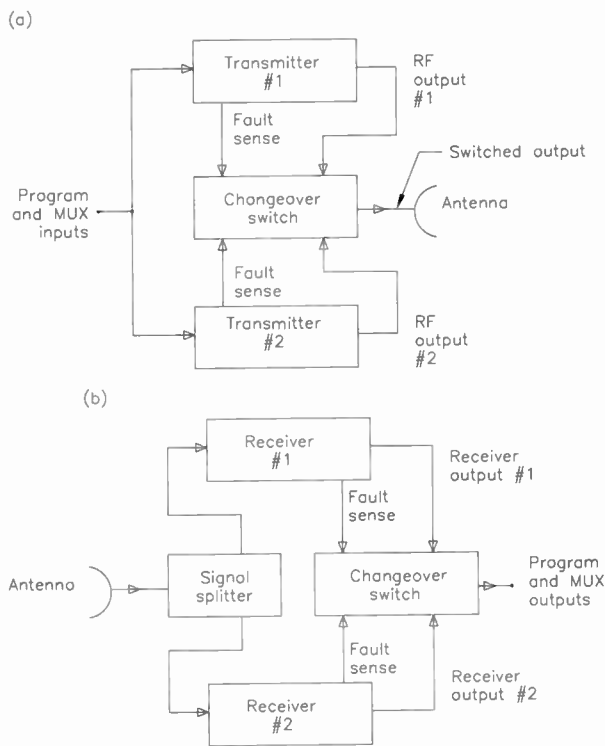 (a)
Transmitter
#1
RF
output
#1
Fault
sense
Switched output
Program
and MUX
inputs
Changeover
switch
Antenna
Fault
sense
Transmitter
#2
RF
output
#2
(b)
Receiver
#1
Receiver
output #1
Fault
sense
Antenna
Signal
splitter
Changeover
switch
Program
and MUX
outputs
Fault
sense
Receiver
output #2
Receiver
#2